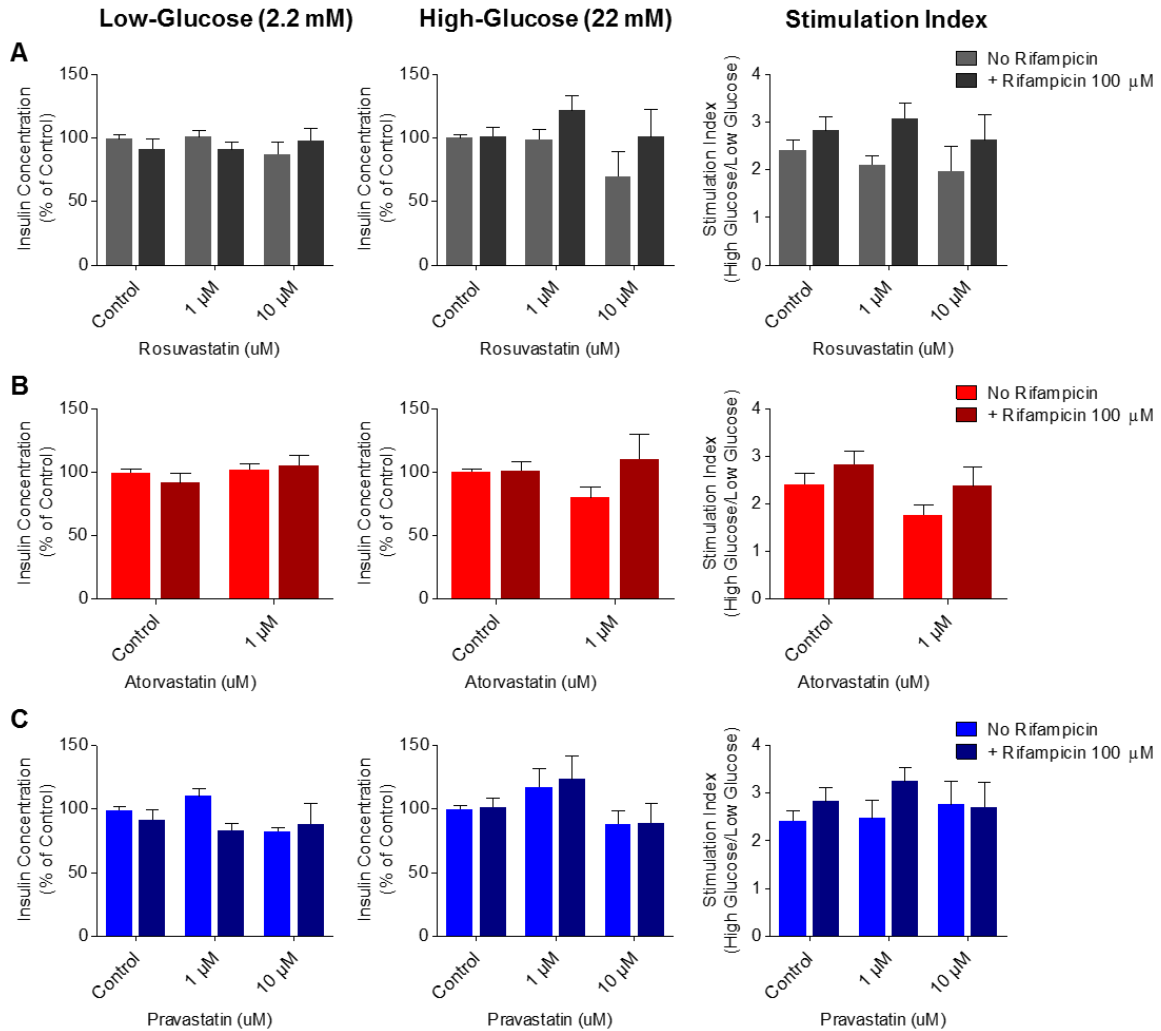 Low-Glucose (2.2 mM)
High-Glucose (22 mM)
Stimulation Index
A
Insulin Concentration
(% of Control)
150
100
50
0
Control
1 µM
10 µM
Rosuvastatin (uM)
Insulin Concentration
(% of Control)
150
100
50
0
Control
1 µM
10 µM
Rosuvastatin (uM)
Stimulation Index
(High Glucose/Low Glucose)
4
3
2
1
0
Control
1 µM
10 µM
Rosuvastatin (uM)
No Rifampicin
+ Rifampicin 100 µM
B
Insulin Concentration
(% of Control)
150
100
50
0
Control
1 µM
Atorvastatin (uM)
Insulin Concentration
(% of Control)
150
100
50
0
Control
1 µM
Atorvastatin (uM)
Stimulation Index
(High Glucose/Low Glucose)
4
3
2
1
0
Control
1 µM
Atorvastatin (uM)
No Rifampicin
+ Rifampicin 100 µM
C
Insulin Concentration
(% of Control)
150
100
50
0
Control
1 µM
10 µM
Pravastatin (uM)
Insulin Concentration
(% of Control)
150
100
50
0
Control
1 µM
10 µM
Pravastatin (uM)
Stimulation Index
(High Glucose/Low Glucose)
4
3
2
1
0
Control
1 µM
10 µM
Pravastatin (uM)
No Rifampicin
+ Rifampicin 100 µM